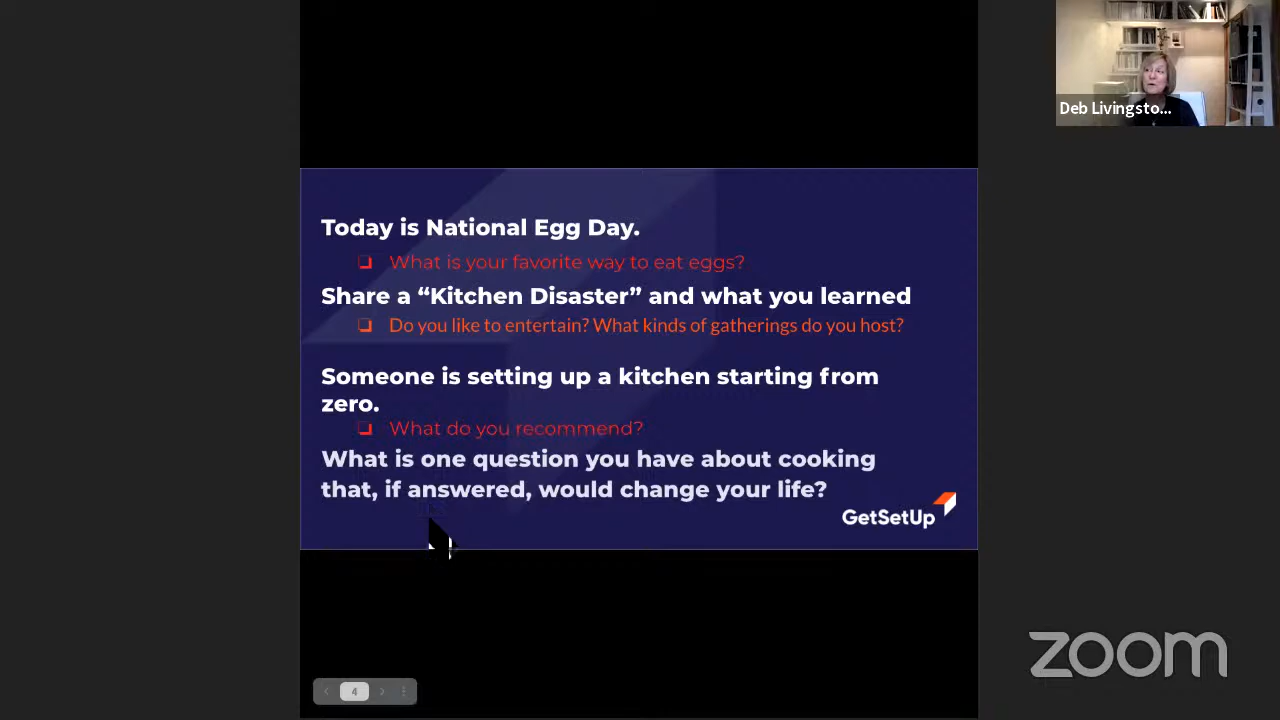 Deb Livingsto...
Today is National Egg Day.
❏ What is your favorite way to eat eggs?
Share a “Kitchen Disaster” and what you learned
❏ Do you like to entertain? What kinds of gatherings do you host?
Someone is setting up a kitchen starting from
zero.
❏ What do you recommend?
What is one question you have about cooking
that, if answered, would change your life?
GetSetUp
4
zoom